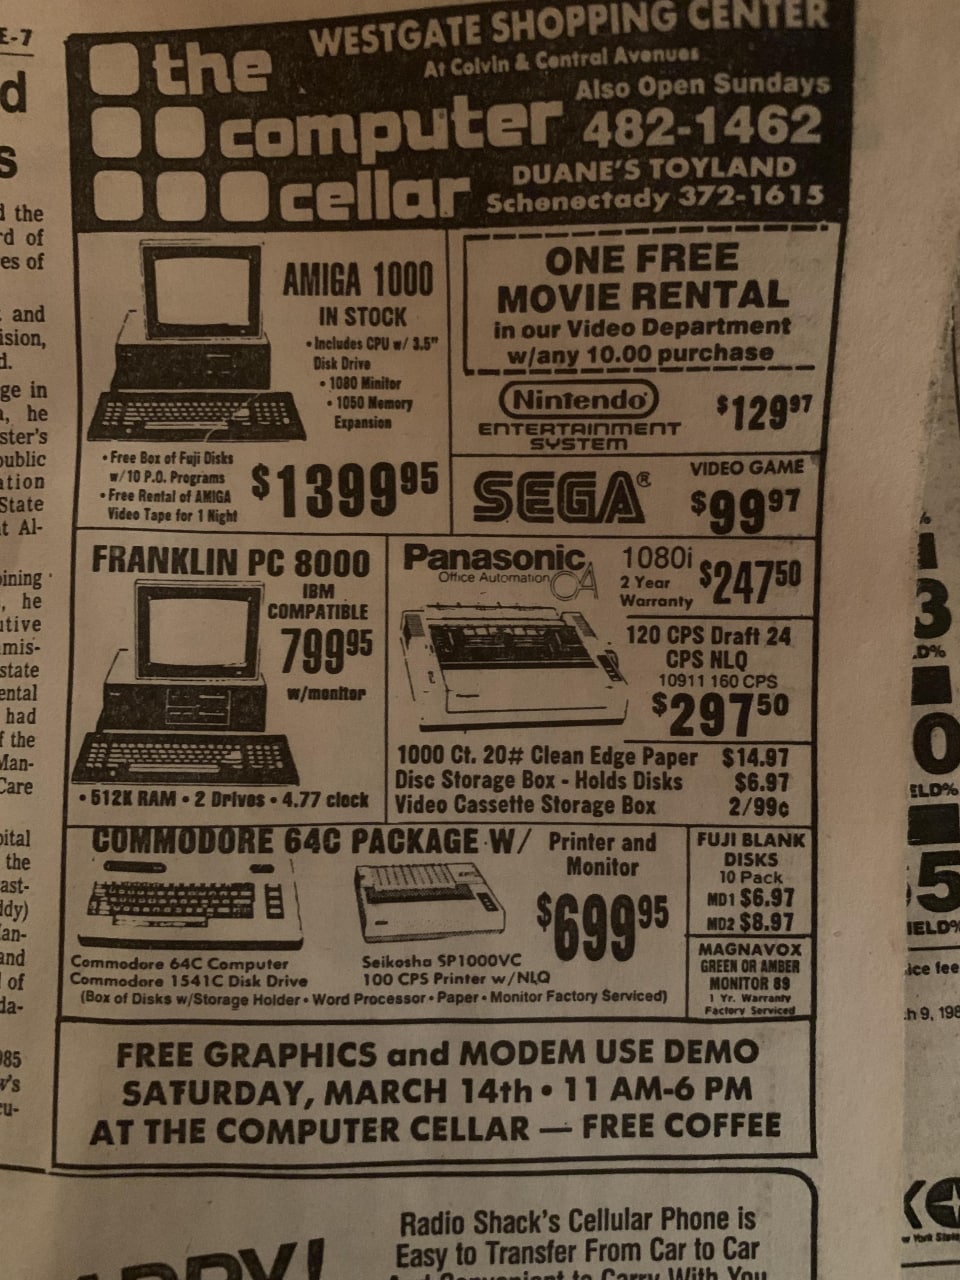 E-7
WESTGATE SHOPPING CENTER
At Colvin & Central Avenues
Also Open Sundays
the
computer
cellar
482-1462
DUANE'S TOYLAND
Schenectady 372-1615
AMIGA 1000
IN STOCK
• Includes CPU w/ 3.5"
Disk Drive
• 1080 Minitor
• 1050 Memory
Expansion
• Free Box of Fuji Disks
w/10 P.O. Programs
• Free Rental of AMIGA
Video Tape for 1 Night
$1399 95
ONE FREE
MOVIE RENTAL
in our Video Department
w/any 10.00 purchase
Nintendo
ENTERTAINMENT
SYSTEM
$129 97
SEGA®
VIDEO GAME
$99 97
FRANKLIN PC 8000
IBM
COMPATIBLE
799 95
w/monitor
• 512K RAM • 2 Drives • 4.77 clock
Panasonic
Office Automation OA
1080i
2 Year
Warranty
$247 50
120 CPS Draft 24
CPS NLQ
10911 160 CPS
$297 50
1000 Ct. 20# Clean Edge Paper $14.97
Disc Storage Box - Holds Disks $6.97
Video Cassette Storage Box 2/99¢
COMMODORE 64C PACKAGE W/ Printer and
Monitor
$699 95
Commodore 64C Computer
Commodore 1541C Disk Drive
Seikosha SP1000VC
100 CPS Printer w/NLQ
(Box of Disks w/Storage Holder • Word Processor • Paper • Monitor Factory Serviced)
FUJI BLANK
DISKS
10 Pack
MD1 $6.97
MD2 $8.97
MAGNAVOX
GREEN OR AMBER
MONITOR 89
1 Yr. Warranty
Factory Serviced
FREE GRAPHICS and MODEM USE DEMO
SATURDAY, MARCH 14th • 11 AM-6 PM
AT THE COMPUTER CELLAR — FREE COFFEE
Radio Shack's Cellular Phone is
Easy to Transfer From Car to Car
And Convenient to Carry With You